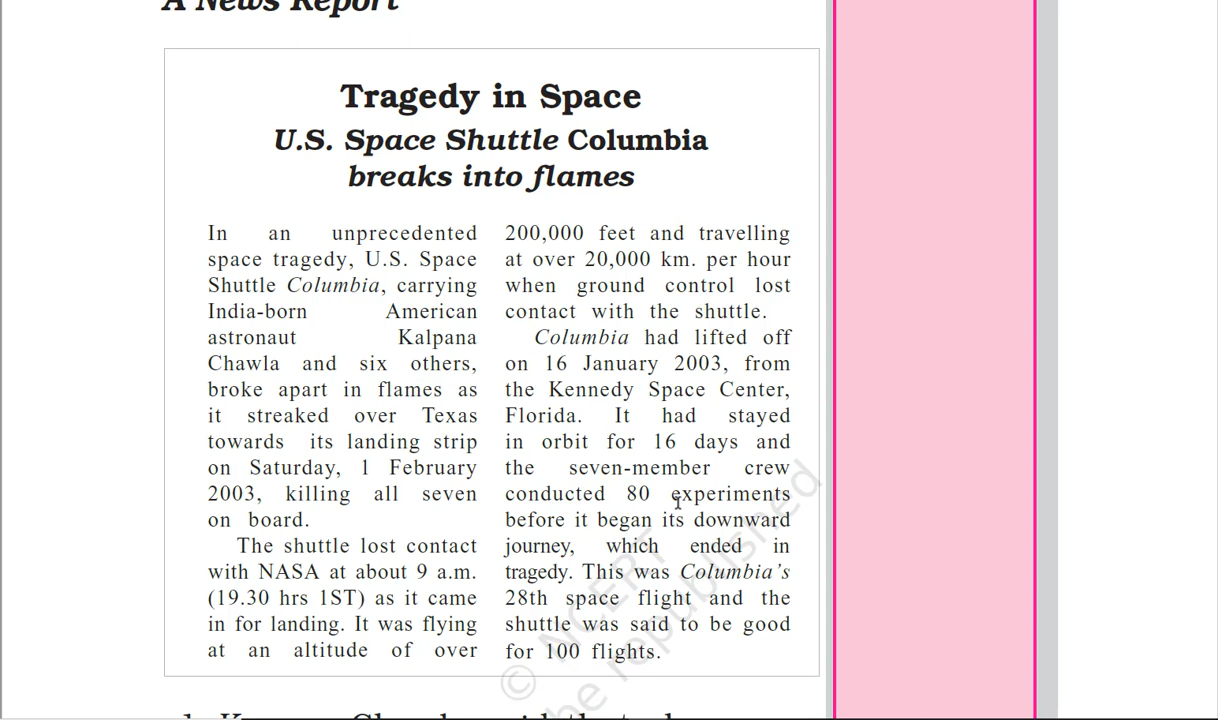 A News Report
Tragedy in Space
U.S. Space Shuttle Columbia
breaks into flames
In an unprecedented
space tragedy, U.S. Space
Shuttle Columbia, carrying
India-born American
astronaut Kalpana
Chawla and six others,
broke apart in flames as
it streaked over Texas
towards its landing strip
on Saturday, 1 February
2003, killing all seven
on board.
The shuttle lost contact
with NASA at about 9 a.m.
(19.30 hrs 1ST) as it came
in for landing. It was flying
at an altitude of over
200,000 feet and travelling
at over 20,000 km. per hour
when ground control lost
contact with the shuttle.
Columbia had lifted off
on 16 January 2003, from
the Kennedy Space Center,
Florida. It had stayed
in orbit for 16 days and
the seven-member crew
conducted 80 experiments
before it began its downward
journey, which ended in
tragedy. This was Columbia's
28th space flight and the
shuttle was said to be good
for 100 flights.
© NCERT
be republished